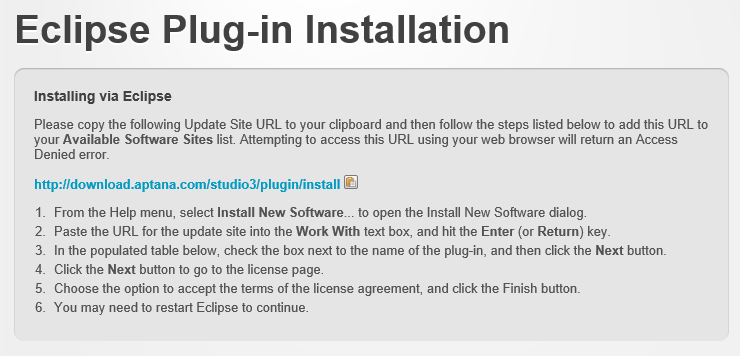 Eclipse Plug-in Installation
Installing via Eclipse
Please copy the following Update Site URL to your clipboard and then follow the steps listed below to add this URL to
your Available Software Sites list. Attempting to access this URL using your web browser will return an Access
Denied error.
http://download.aptana.com/studio3/plugin/install
1. From the Help menu, select Install New Software... to open the Install New Software dialog.
2. Paste the URL for the update site into the Work With text box, and hit the Enter (or Return) key.
3. In the populated table below, check the box next to the name of the plug-in, and then click the Next button.
4. Click the Next button to go to the license page.
5. Choose the option to accept the terms of the license agreement, and click the Finish button.
6. You may need to restart Eclipse to continue.